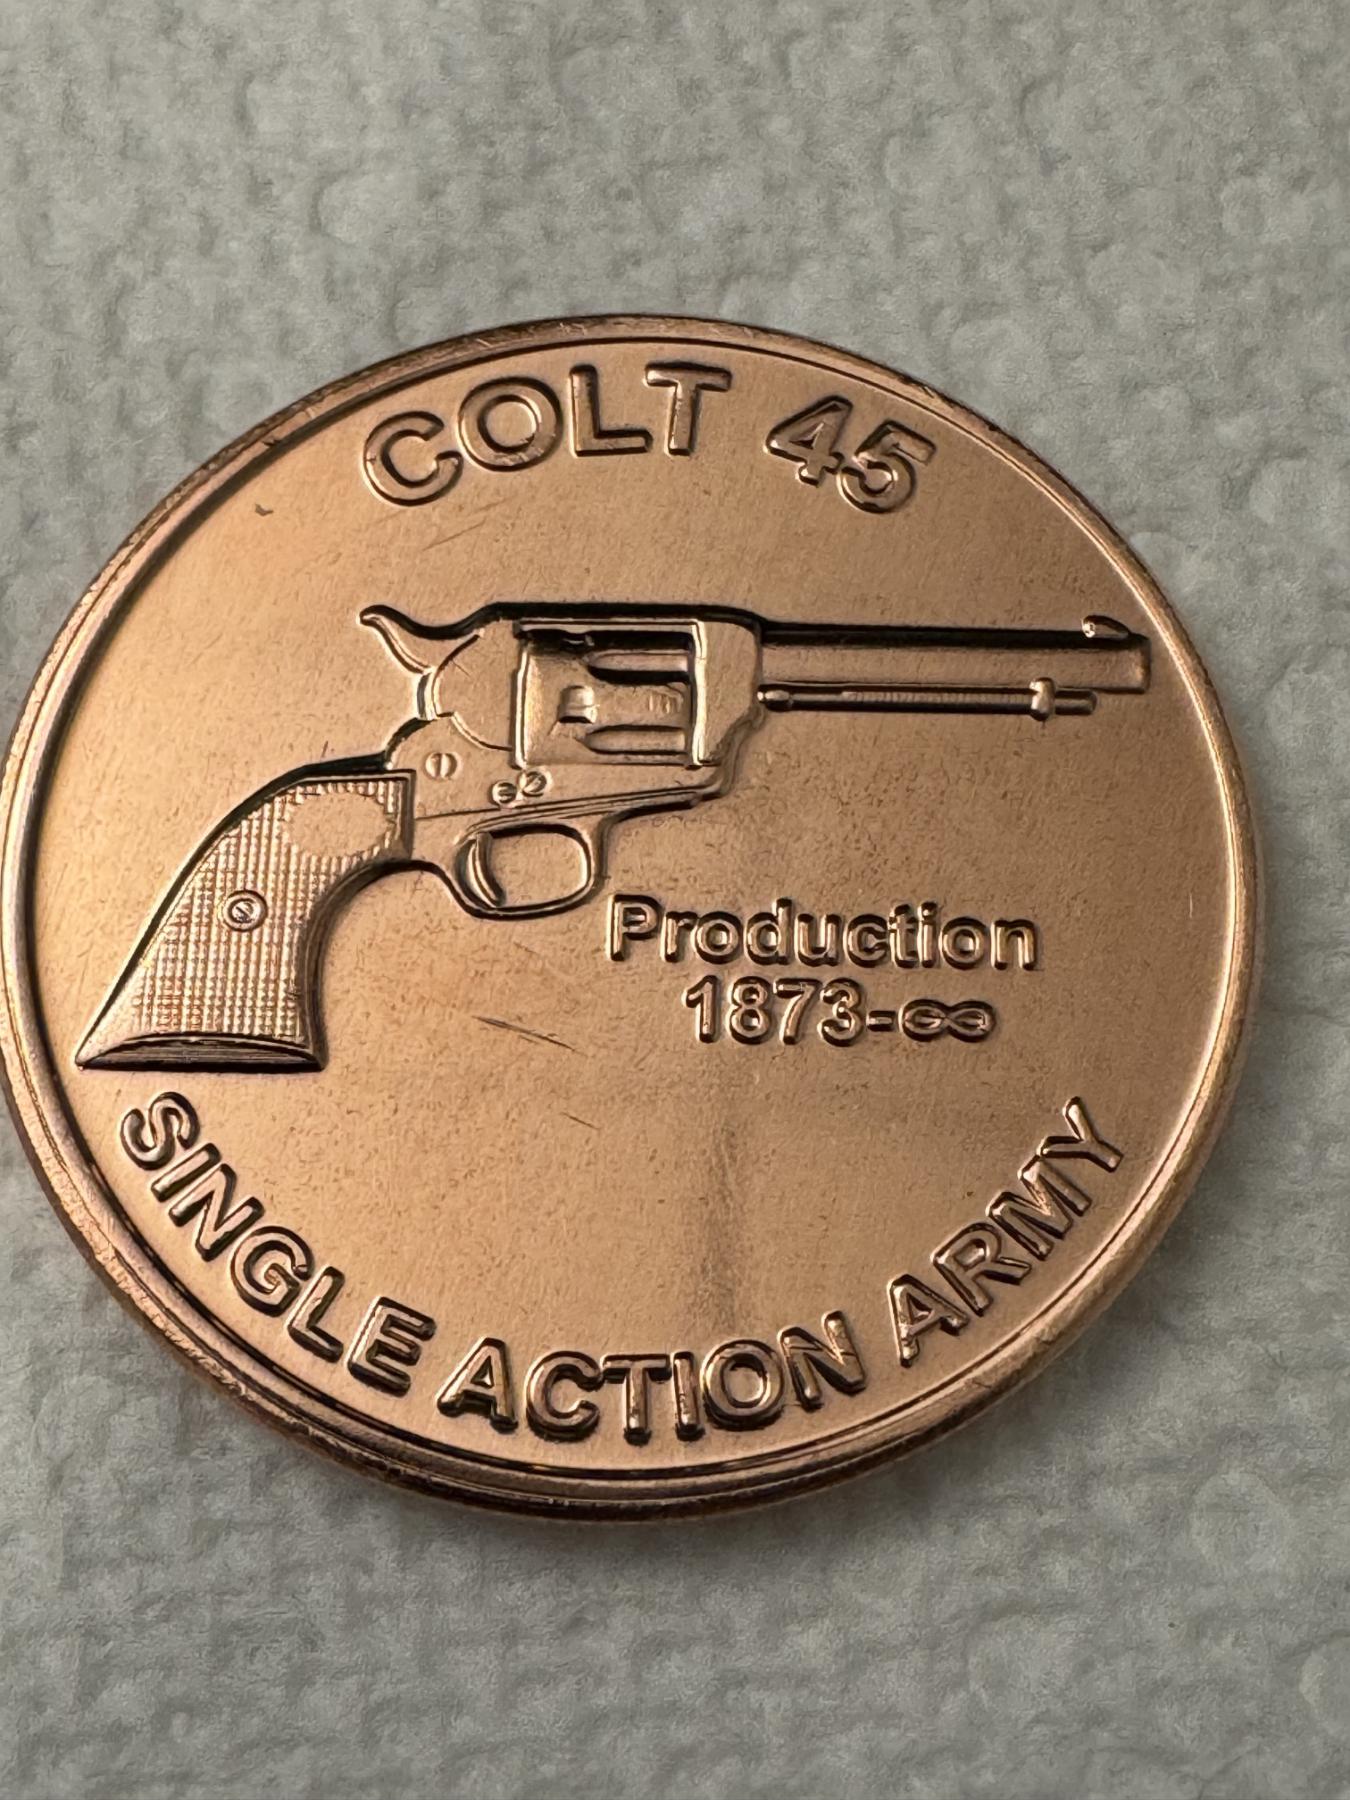 COLT 45
Production
1873-∞
SINGLE ACTION ARMY